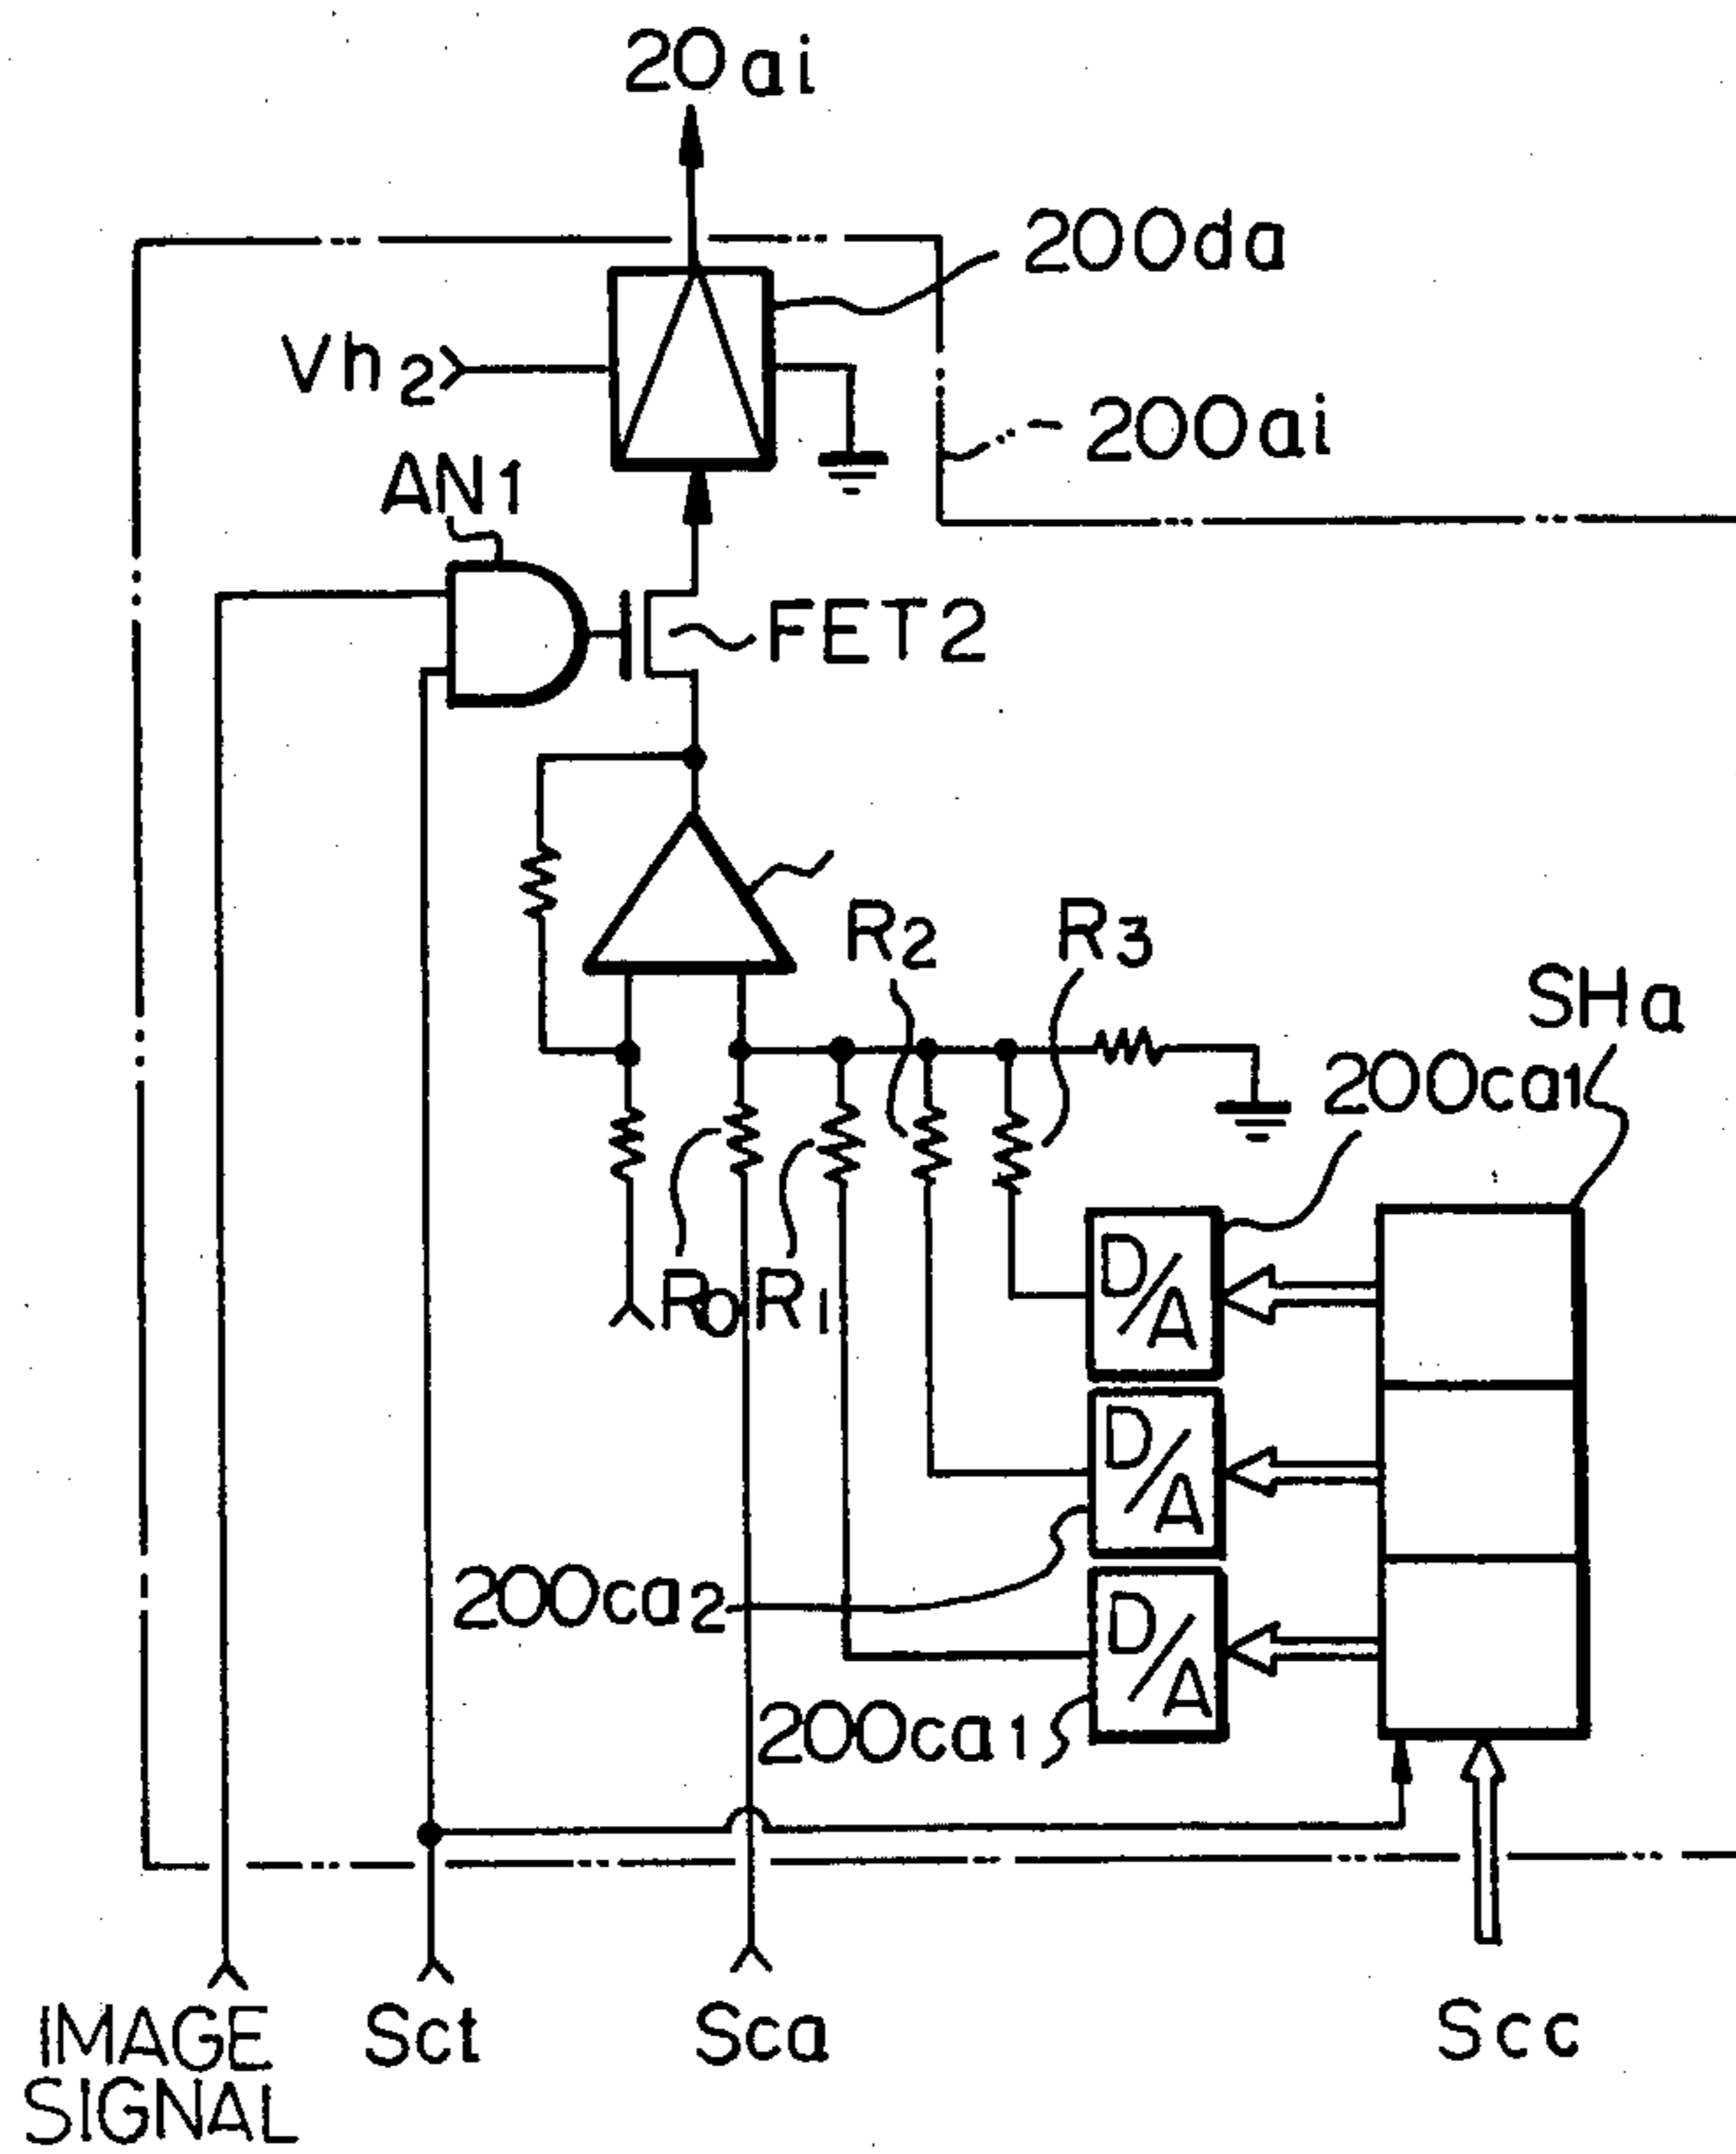 20ai
200da
Vh2
200ai
AN1
FET2
R2
R3
SHa
200ca1
R0
R1
D/A
D/A
200ca2
D/A
200ca1
IMAGE
SIGNAL
Sct
Sca
Scc